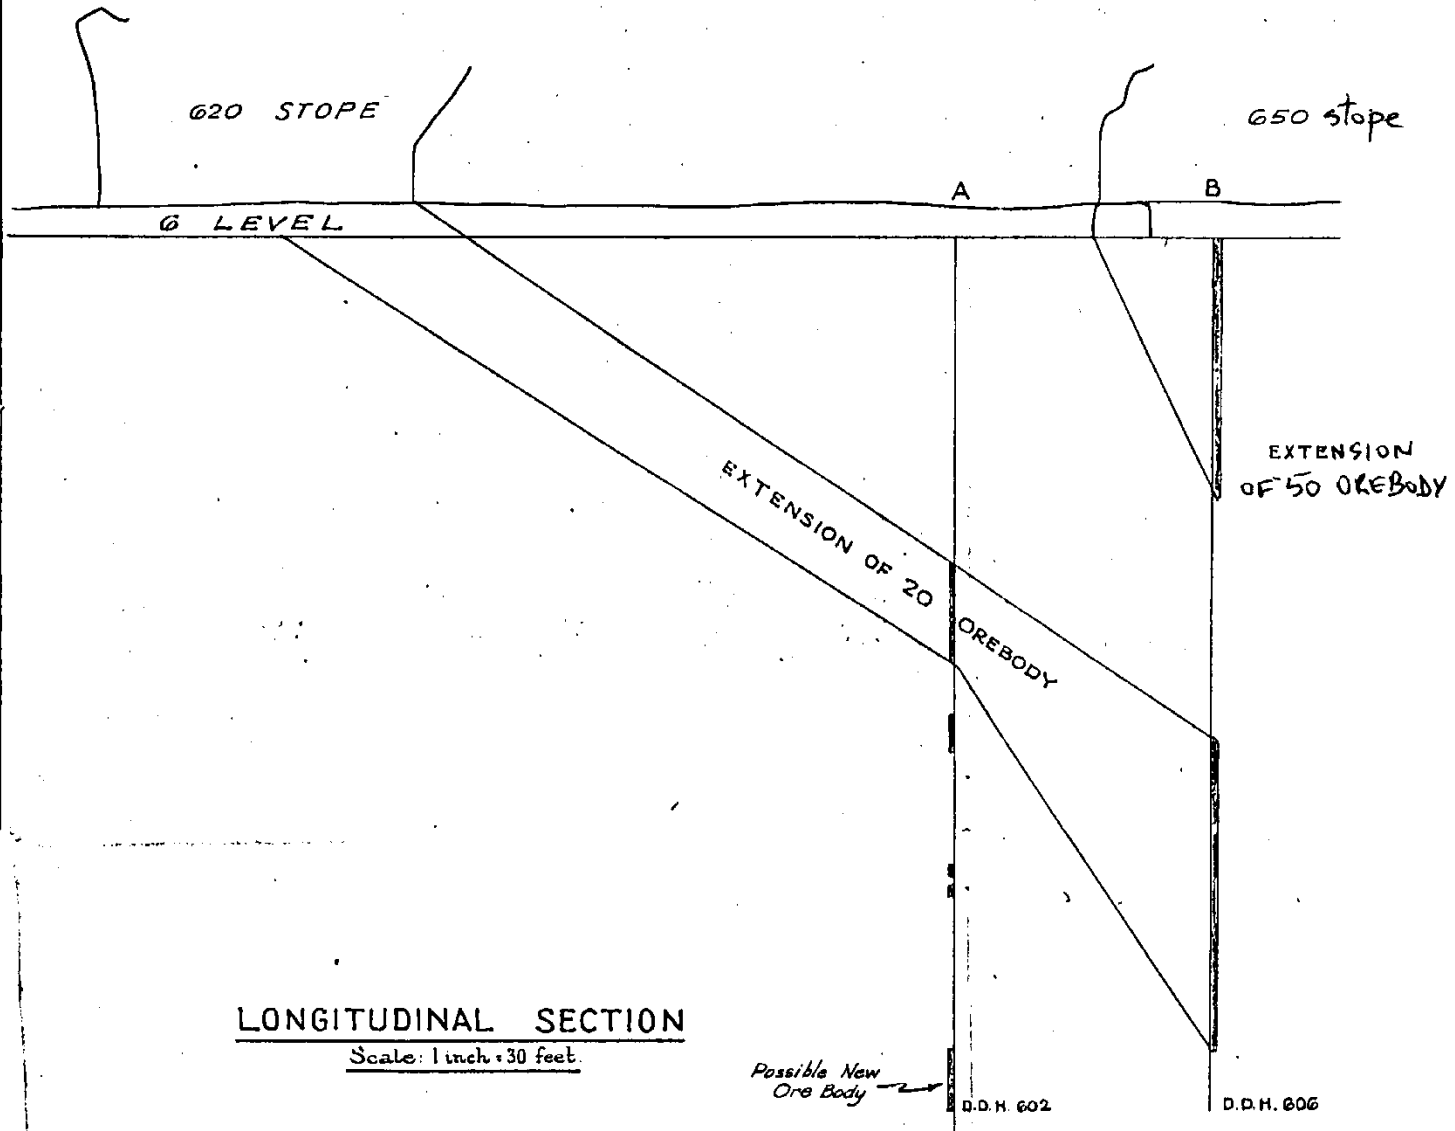 620 STOPE
650 stope
A
B
6 LEVEL
EXTENSION
OF 50 OREBODY
EXTENSION OF 20 OREBODY
LONGITUDINAL SECTION
Scale: 1 inch = 30 feet.
Possible New
Ore Body
D.D.H. 602
D.D.H. 606